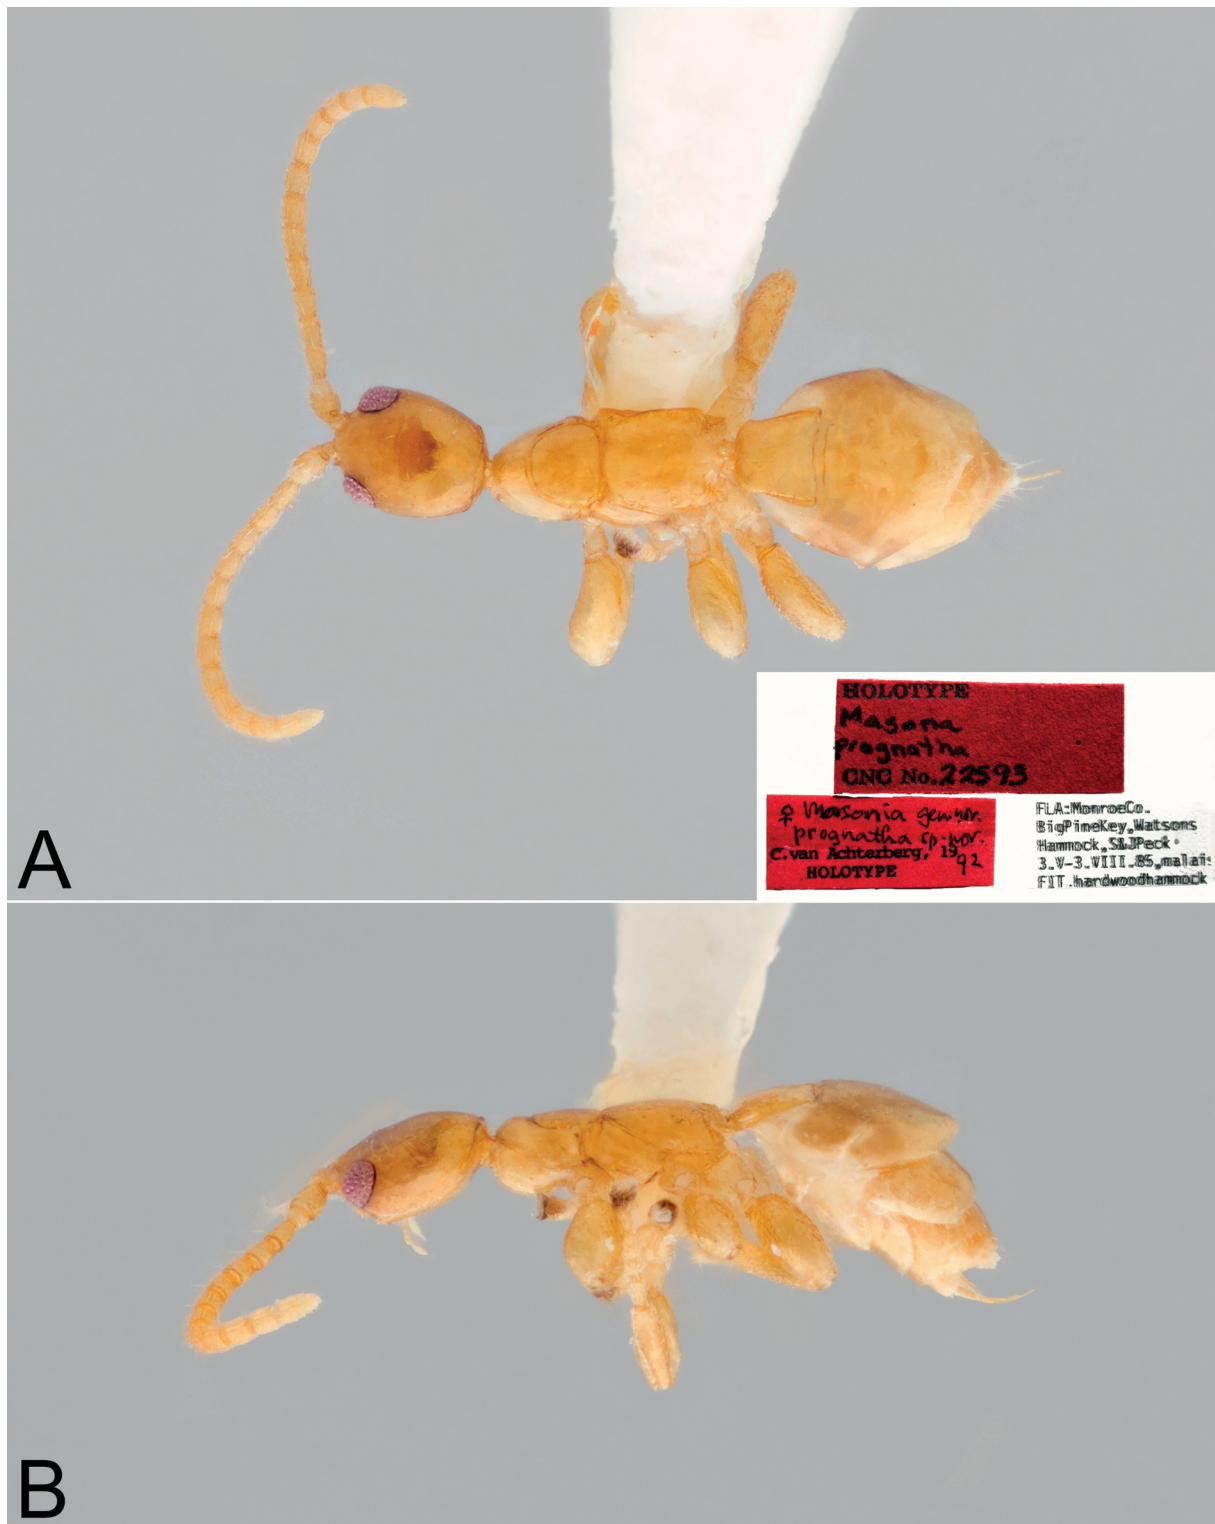 A
HOLOTYPE
Masona
prognatha
CNC No. 22593
♀ Masonia gen. nov.
prognatha sp. nov.
C. van Achterberg, 1992
HOLOTYPE
FLA:MonroeCo.
BigPineKey,Watsons
Hammock,S&JPeck
3.V-3.VIII.85,malai
FIT.hardwoodhammock
B